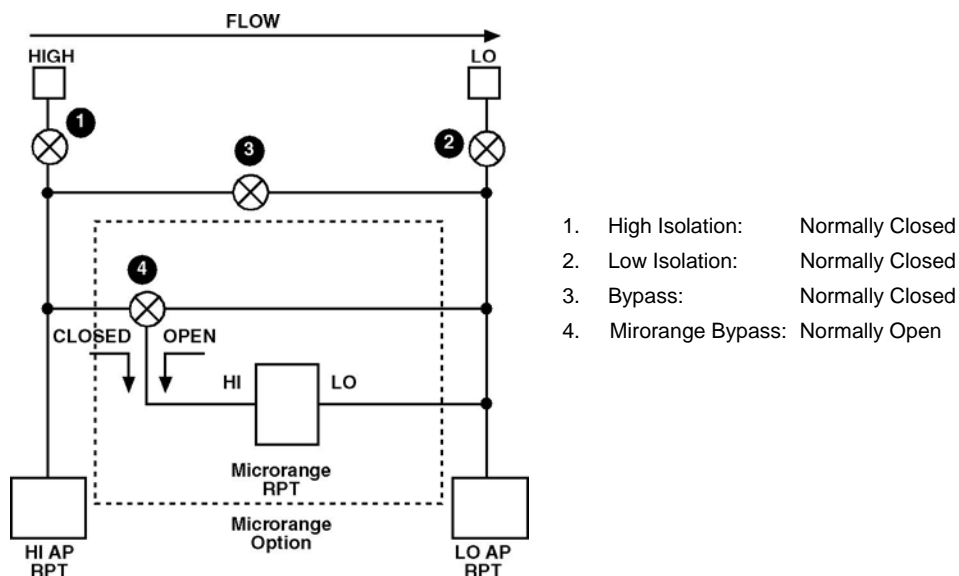 FLOW
HIGH
LO
1
2
3
4
CLOSED
OPEN
HI
LO
Microrange
RPT
Microrange
Option
HI AP
RPT
LO AP
RPT
1. High Isolation: Normally Closed
2. Low Isolation: Normally Closed
3. Bypass: Normally Closed
4. Mirorange Bypass: Normally Open